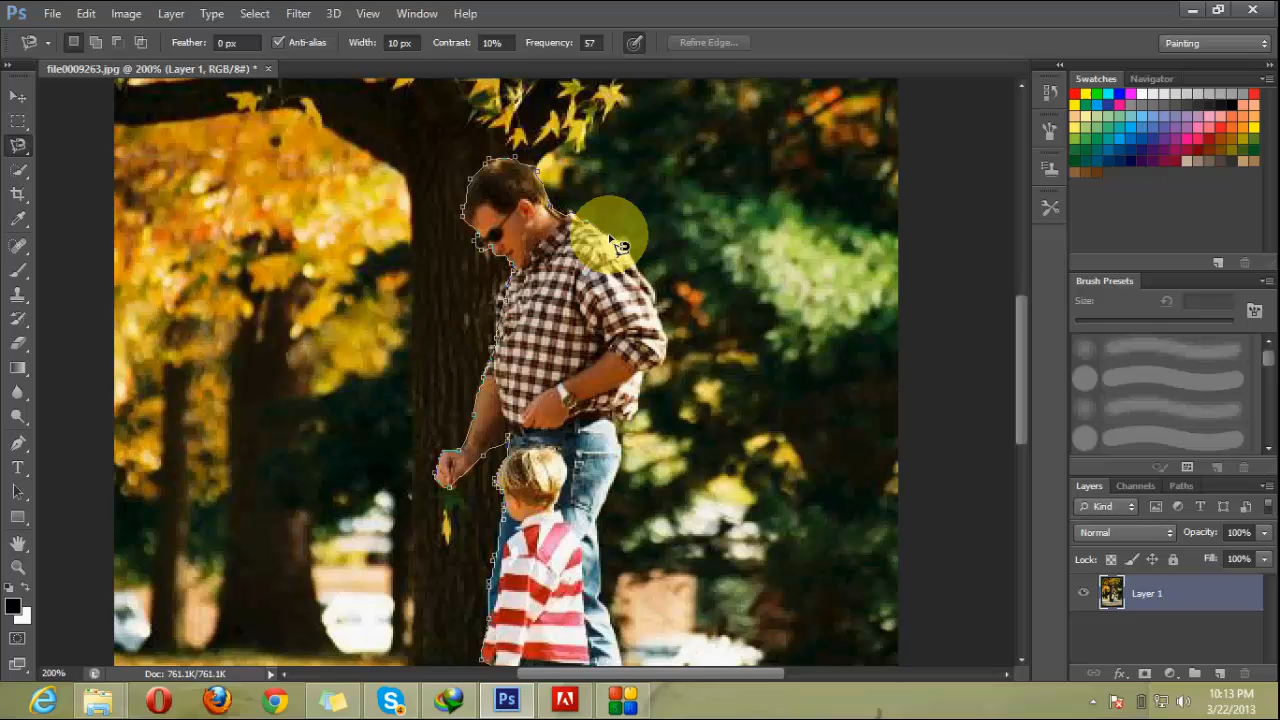 Ps File Edit Image Layer Type Select Filter 3D View Window Help
Feather: 0 px Anti-alias Width: 10 px Contrast: 10% Frequency: 57 Refine Edge... Painting
file0009263.jpg @ 200% (Layer 1, RGB/8#) * ×
Swatches Navigator
Brush Presets
Size:
Layers Channels Paths
Kind
Normal Opacity: 100%
Lock: Fill: 100%
Layer 1
200% Doc: 761.1K/761.1K
Ps
10:13 PM
3/22/2013